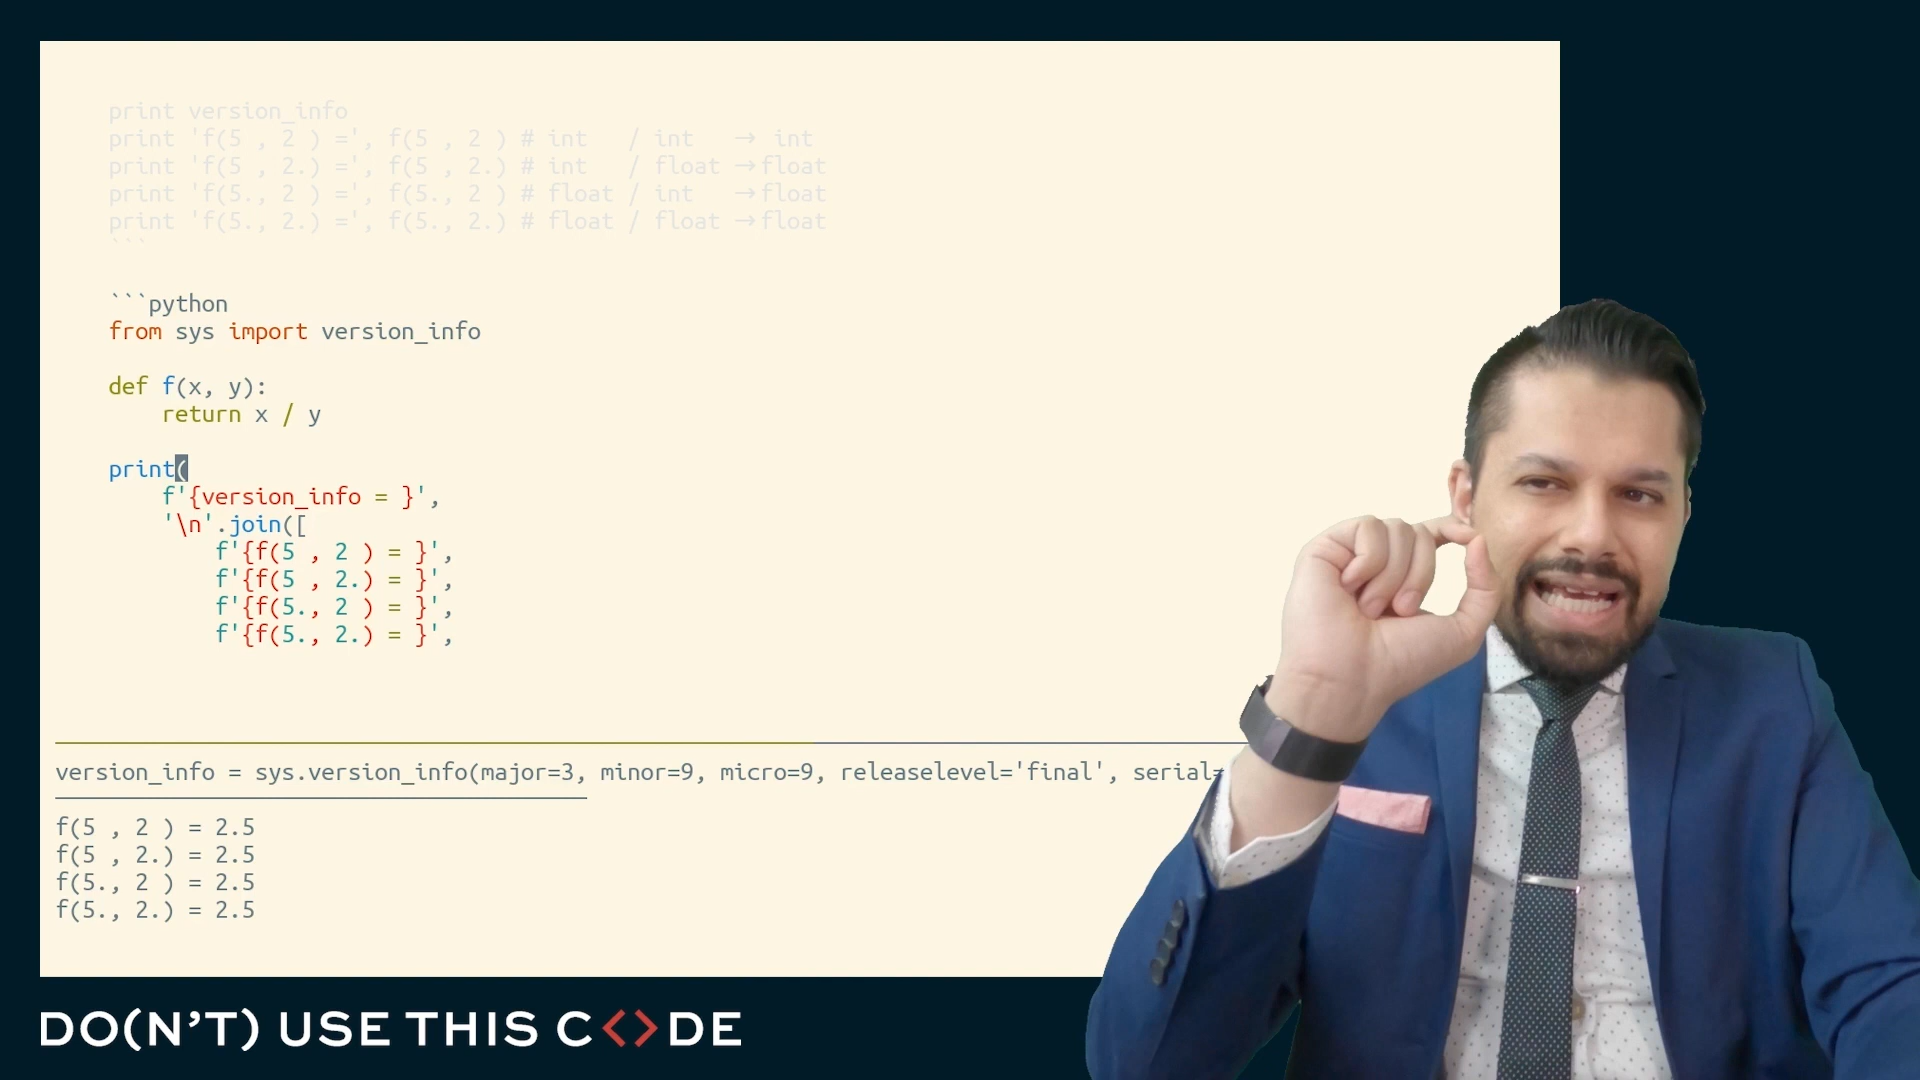 print version_info
print 'f(5 , 2 ) =', f(5 , 2 ) # int   / int   → int
print 'f(5 , 2.) =', f(5 , 2.) # int   / float →float
print 'f(5., 2 ) =', f(5., 2 ) # float / int   →float
print 'f(5., 2.) =', f(5., 2.) # float / float →float
```
```python
from sys import version_info
def f(x, y):
    return x / y
print(
    f'{version_info = }',
    '\n'.join([
        f'{f(5 , 2 ) = }',
        f'{f(5 , 2.) = }',
        f'{f(5., 2 ) = }',
        f'{f(5., 2.) = }',
version_info = sys.version_info(major=3, minor=9, micro=9, releaselevel='final', serial=
f(5 , 2 ) = 2.5
f(5 , 2.) = 2.5
f(5., 2 ) = 2.5
f(5., 2.) = 2.5
DO(N'T) USE THIS C<>DE